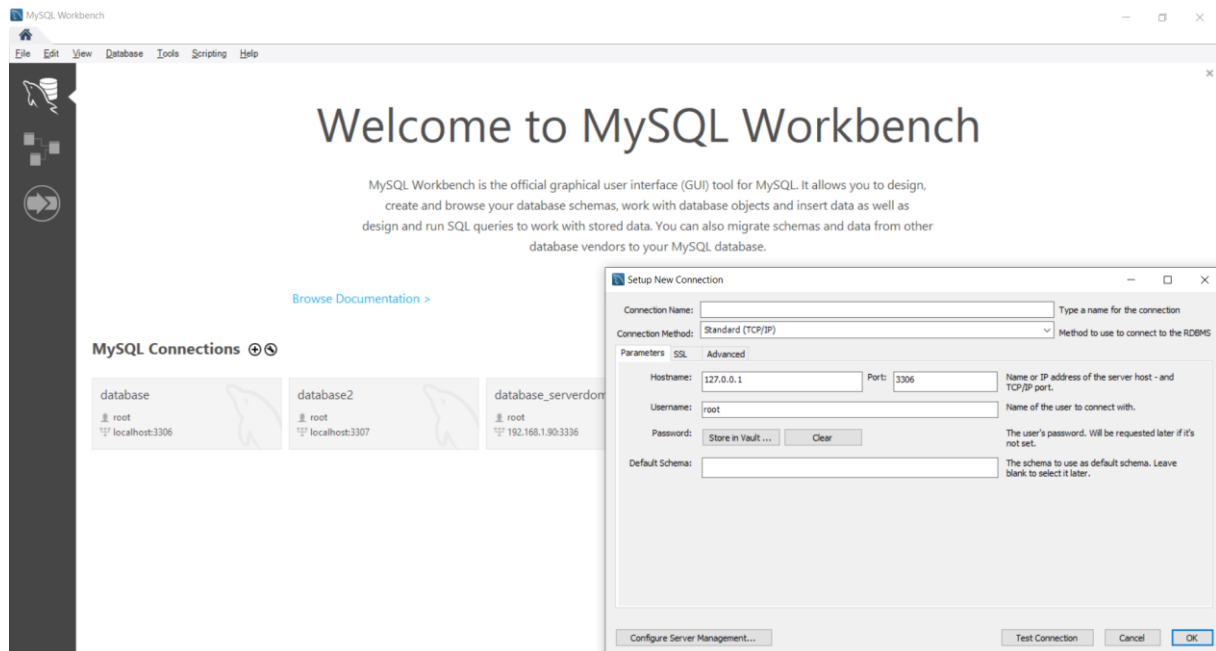 MySQL Workbench
File Edit View Database Tools Scripting Help
Welcome to MySQL Workbench
MySQL Workbench is the official graphical user interface (GUI) tool for MySQL. It allows you to design,
create and browse your database schemas, work with database objects and insert data as well as
design and run SQL queries to work with stored data. You can also migrate schemas and data from other
database vendors to your MySQL database.
Browse Documentation >
MySQL Connections
database
root
localhost:3306
database2
root
localhost:3307
database_serverdom
root
192.168.1.90:3336
Setup New Connection
Connection Name: Type a name for the connection
Connection Method: Standard (TCP/IP) Method to use to connect to the RDBMS
Parameters SSL Advanced
Hostname: 127.0.0.1 Port: 3306 Name or IP address of the server host - and
TCP/IP port.
Username: root Name of the user to connect with.
Password: Store in Vault ... Clear The user's password. Will be requested later if it's
not set.
Default Schema: The schema to use as default schema. Leave
blank to select it later.
Configure Server Management... Test Connection Cancel OK